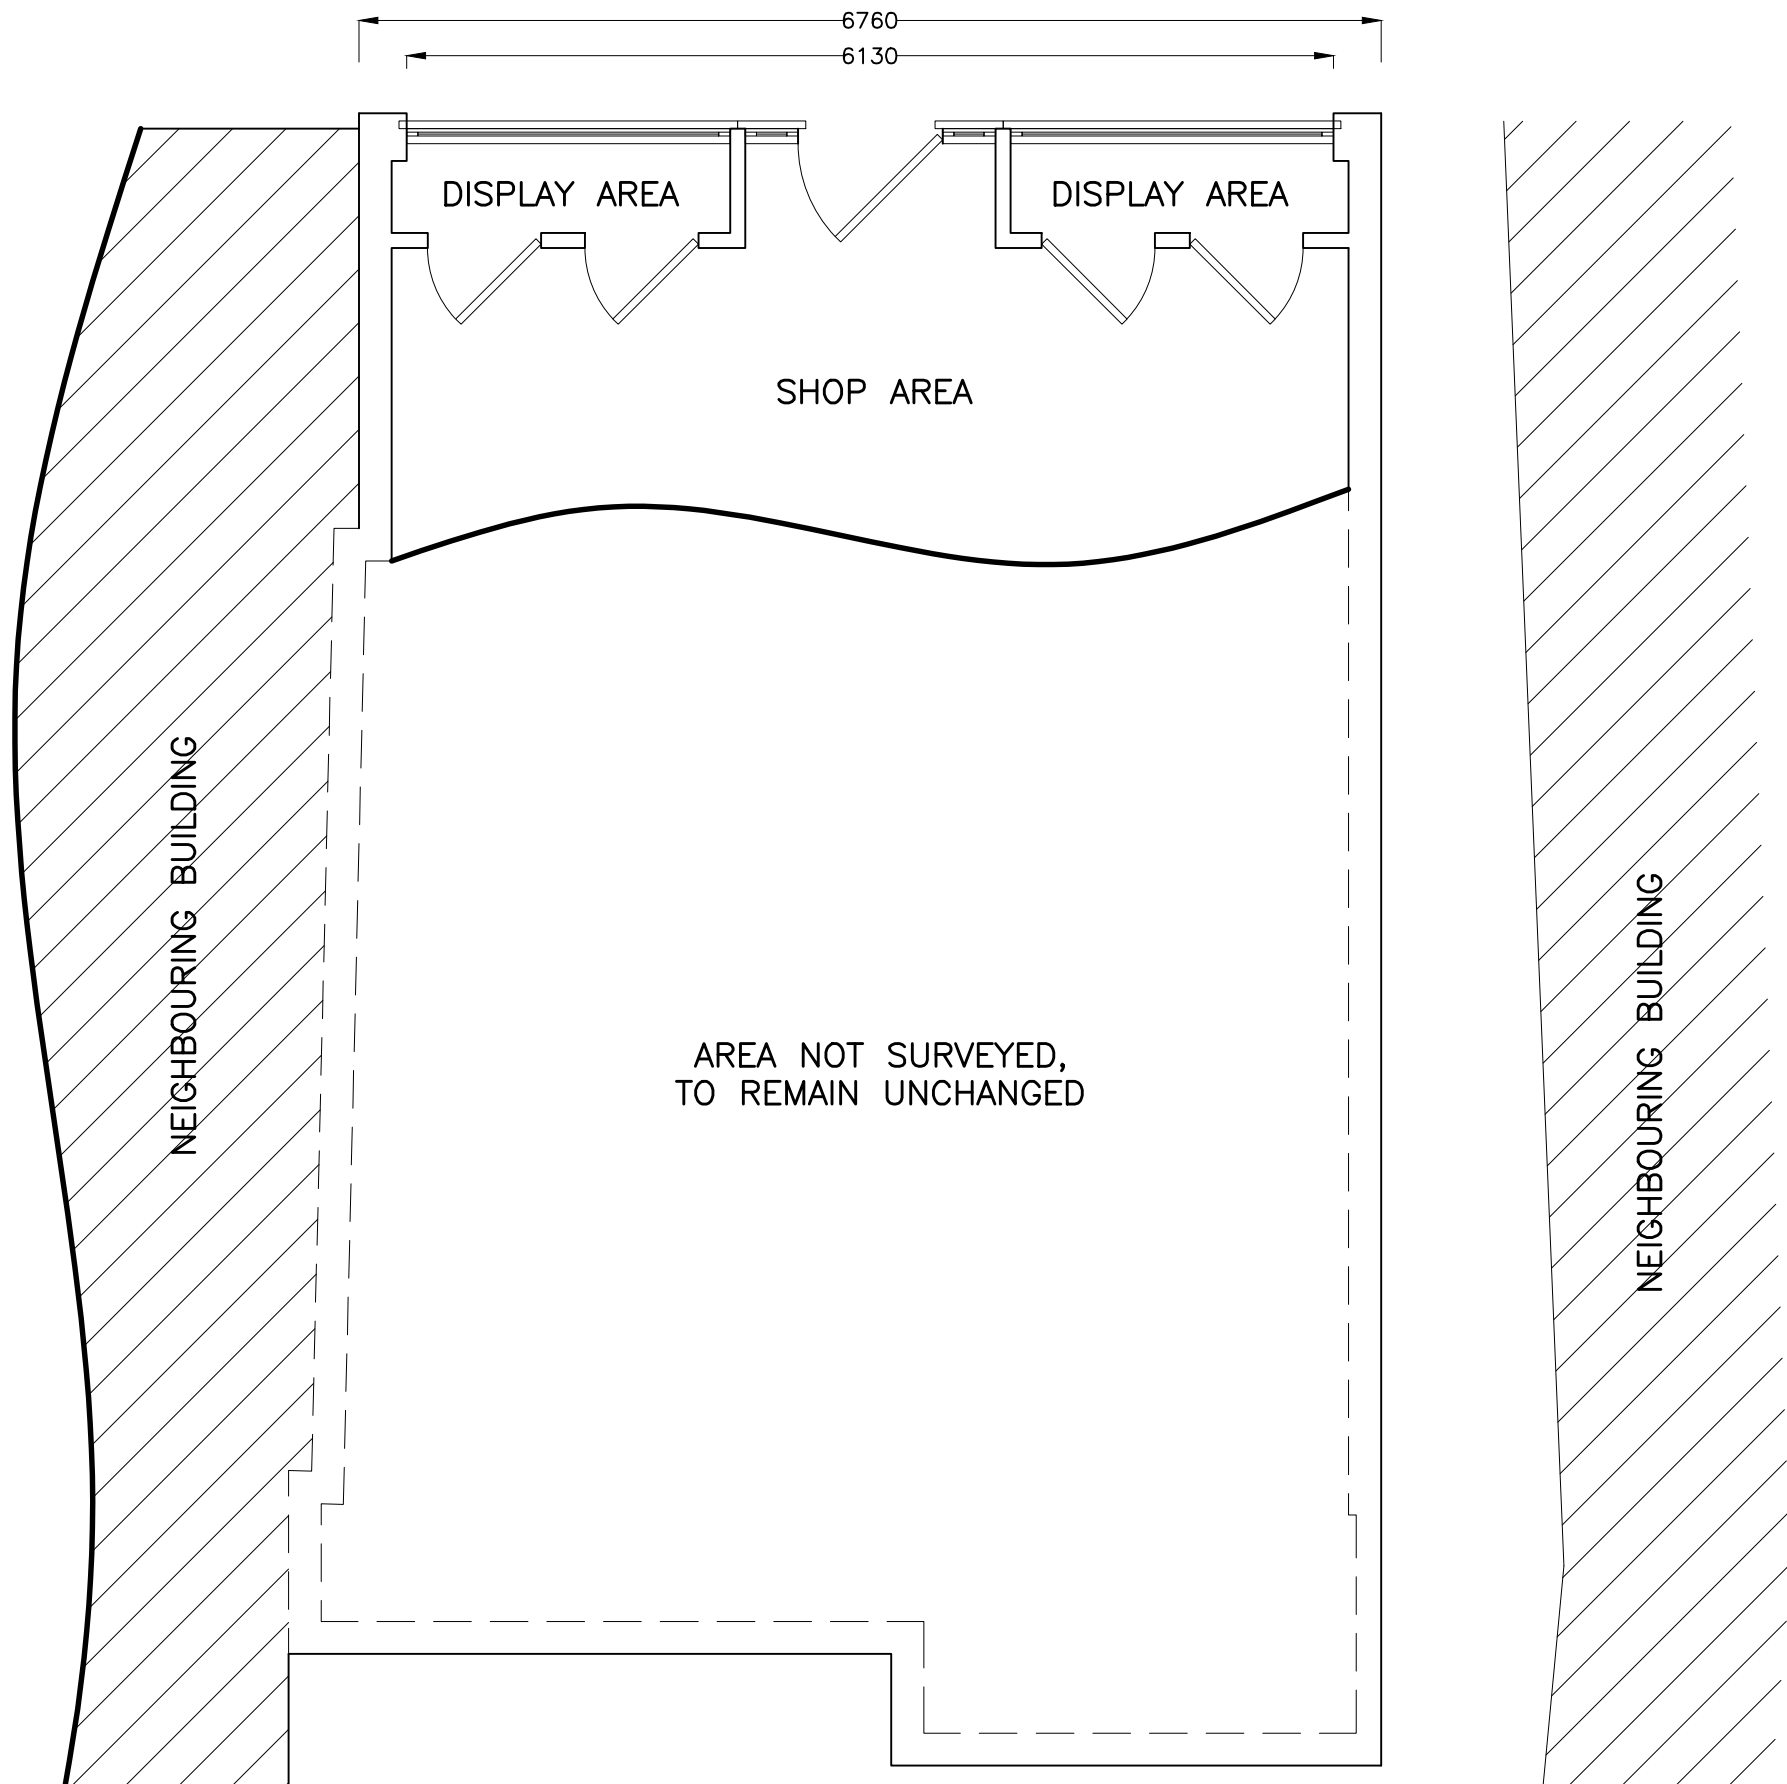 6760
6130
DISPLAY AREA
DISPLAY AREA
SHOP AREA
NEIGHBOURING BUILDING
AREA NOT SURVEYED,
TO REMAIN UNCHANGED
NEIGHBOURING BUILDING